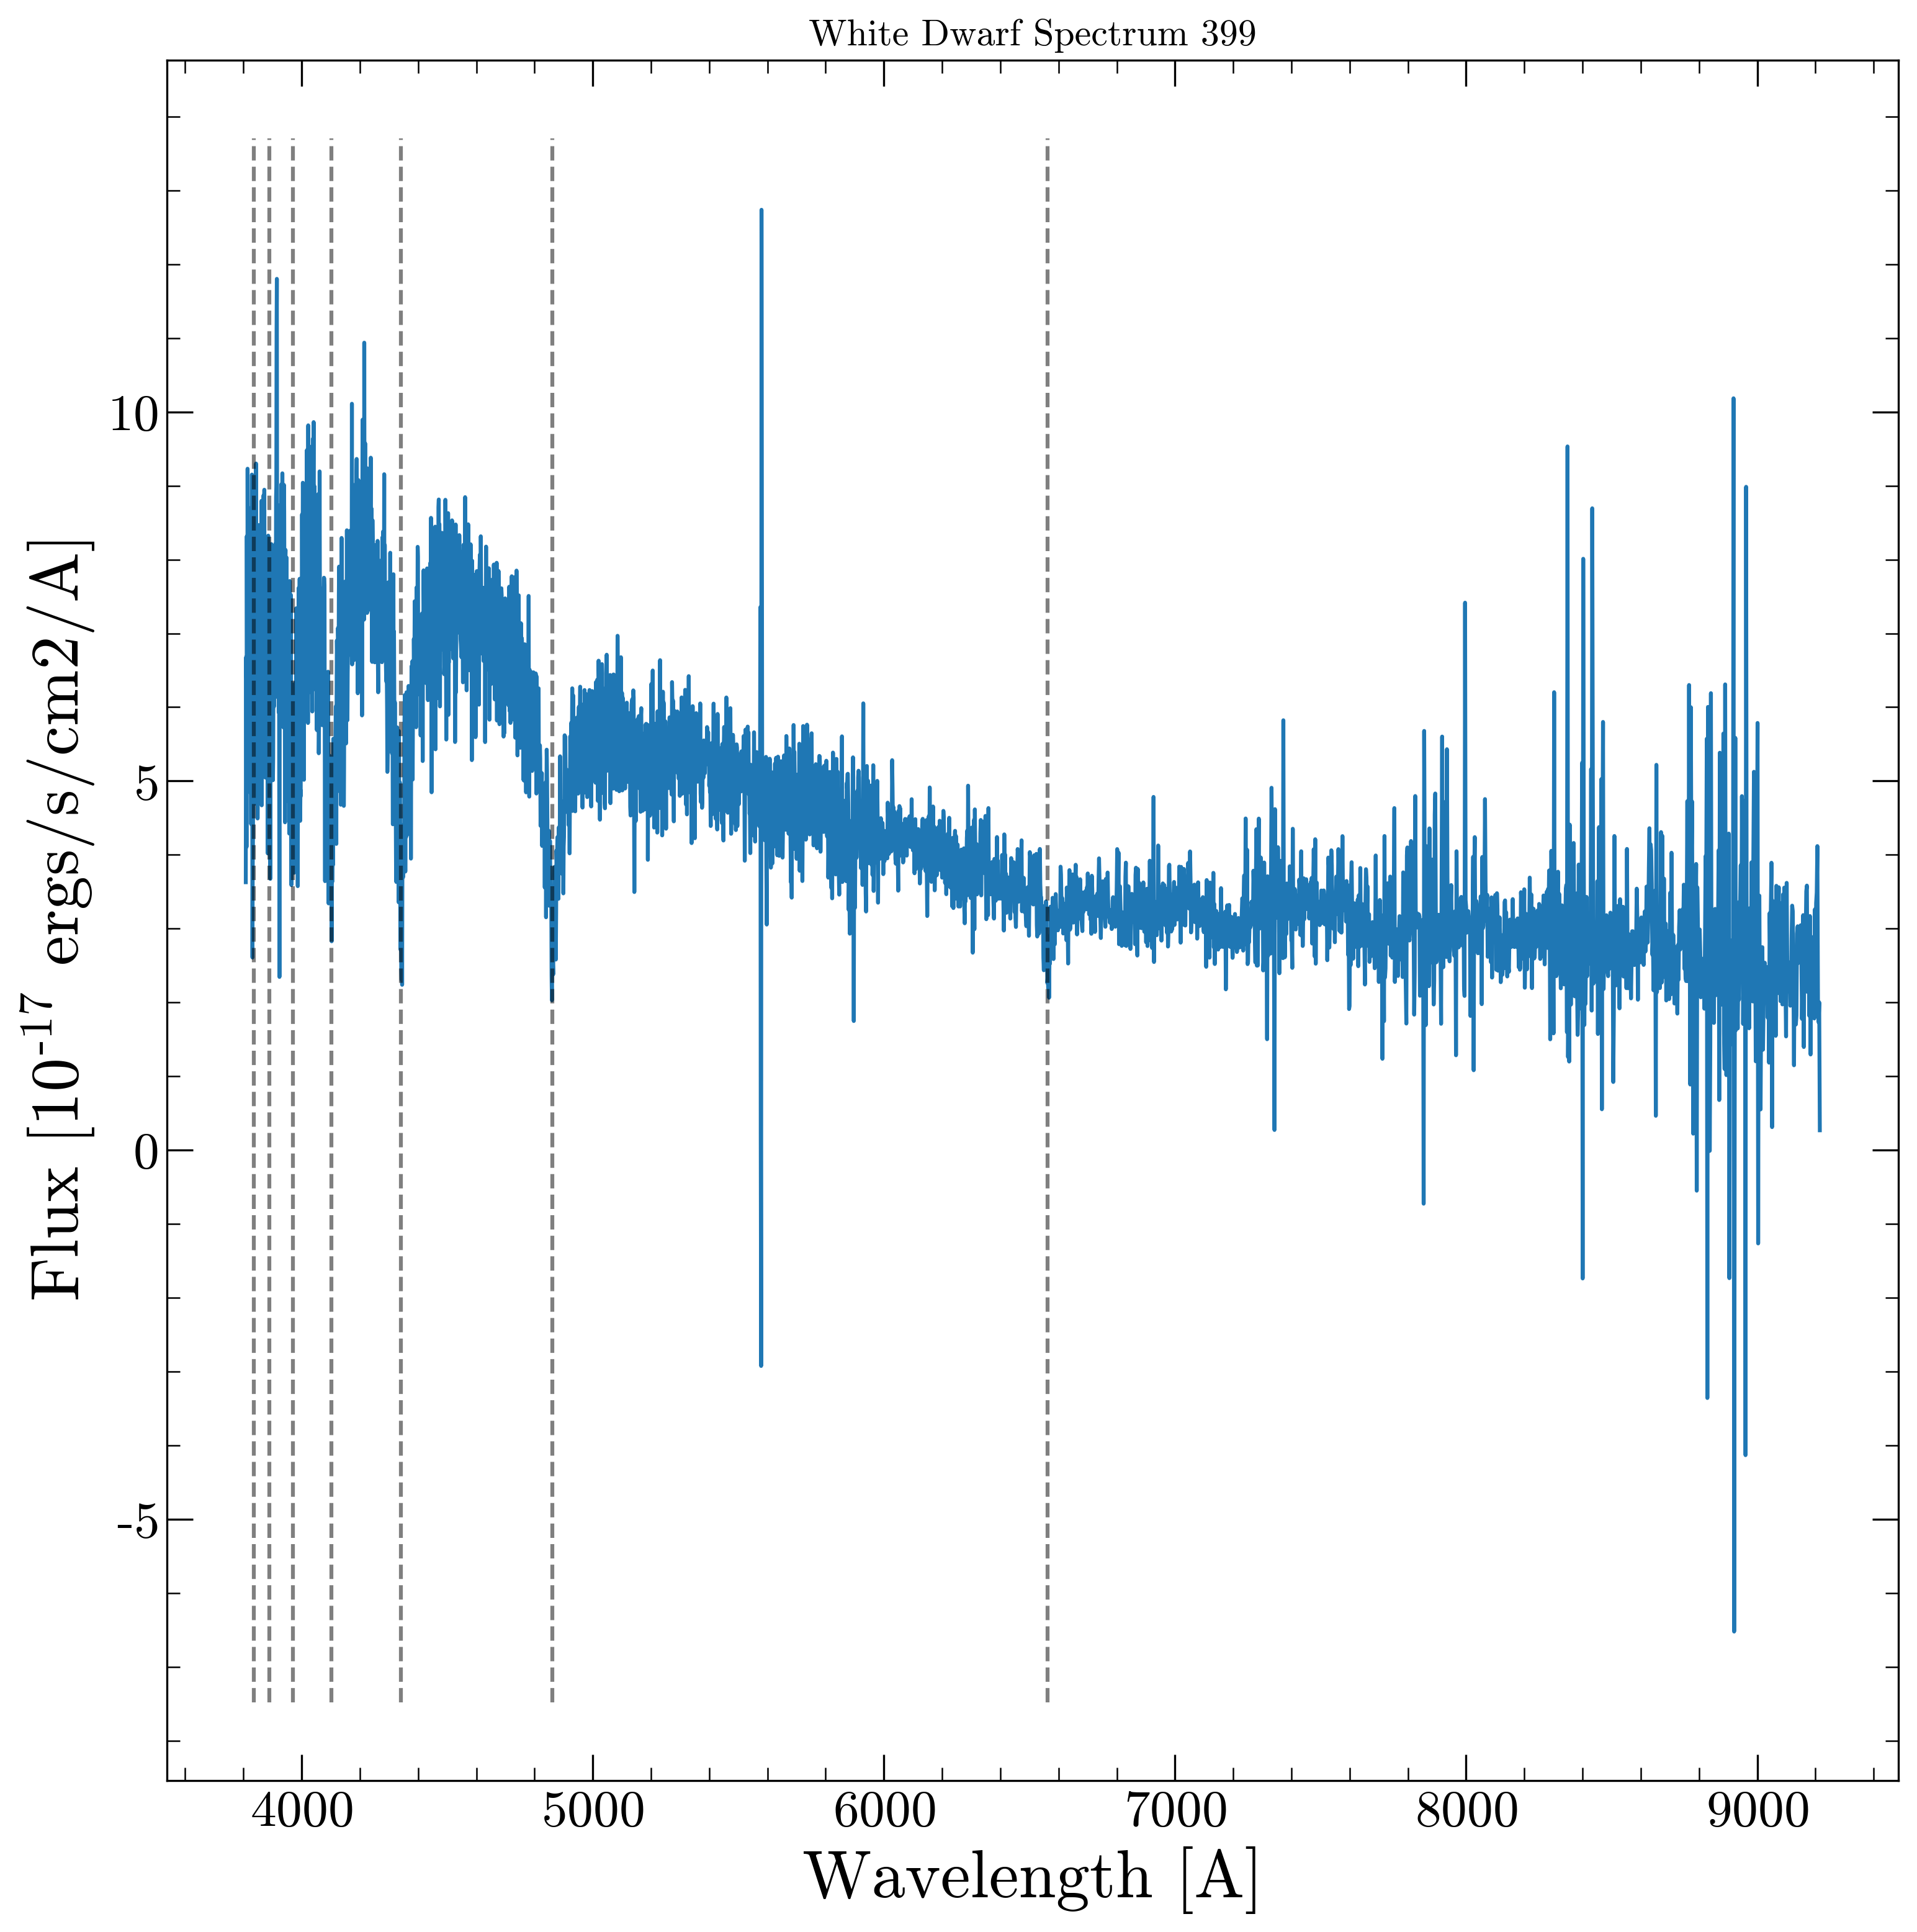 White Dwarf Spectrum 399
Flux [10⁻¹⁷ ergs/s/cm2/A]
10
5
0
-5
4000 5000 6000 7000 8000 9000
Wavelength [A]